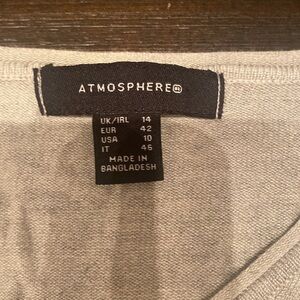 ATMOSPHERE
UK/IRL 14
EUR 42
USA 10
IT 46
MADE IN
BANGLADESH